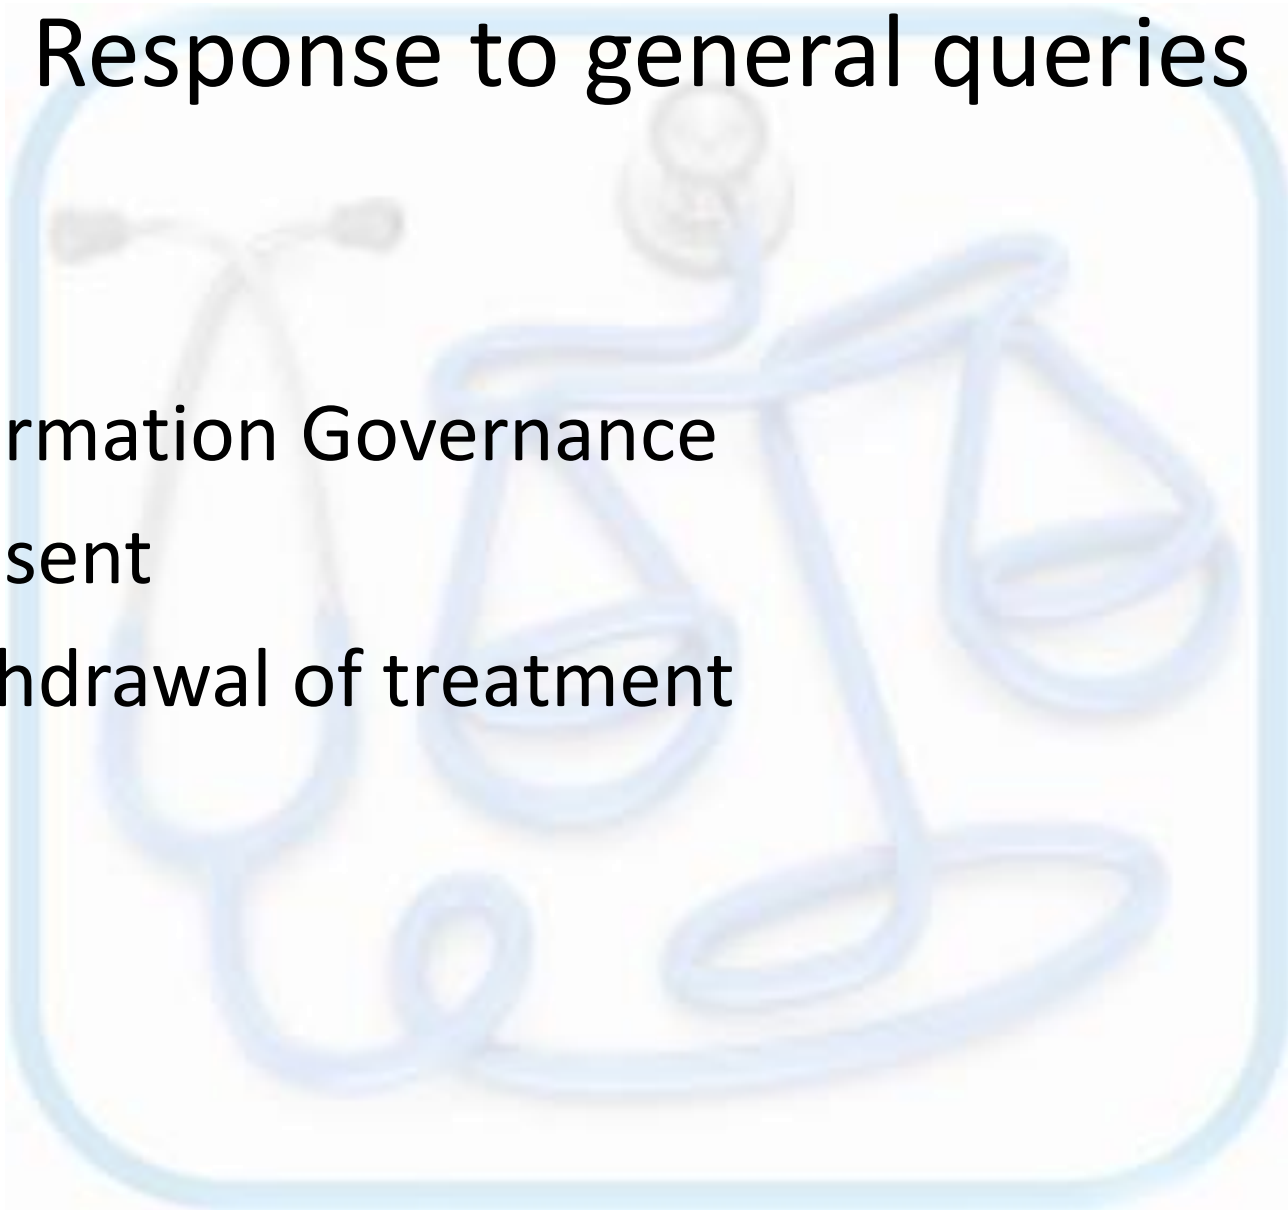 Response to general queries
rmation Governance
sent
hdrawal of treatment